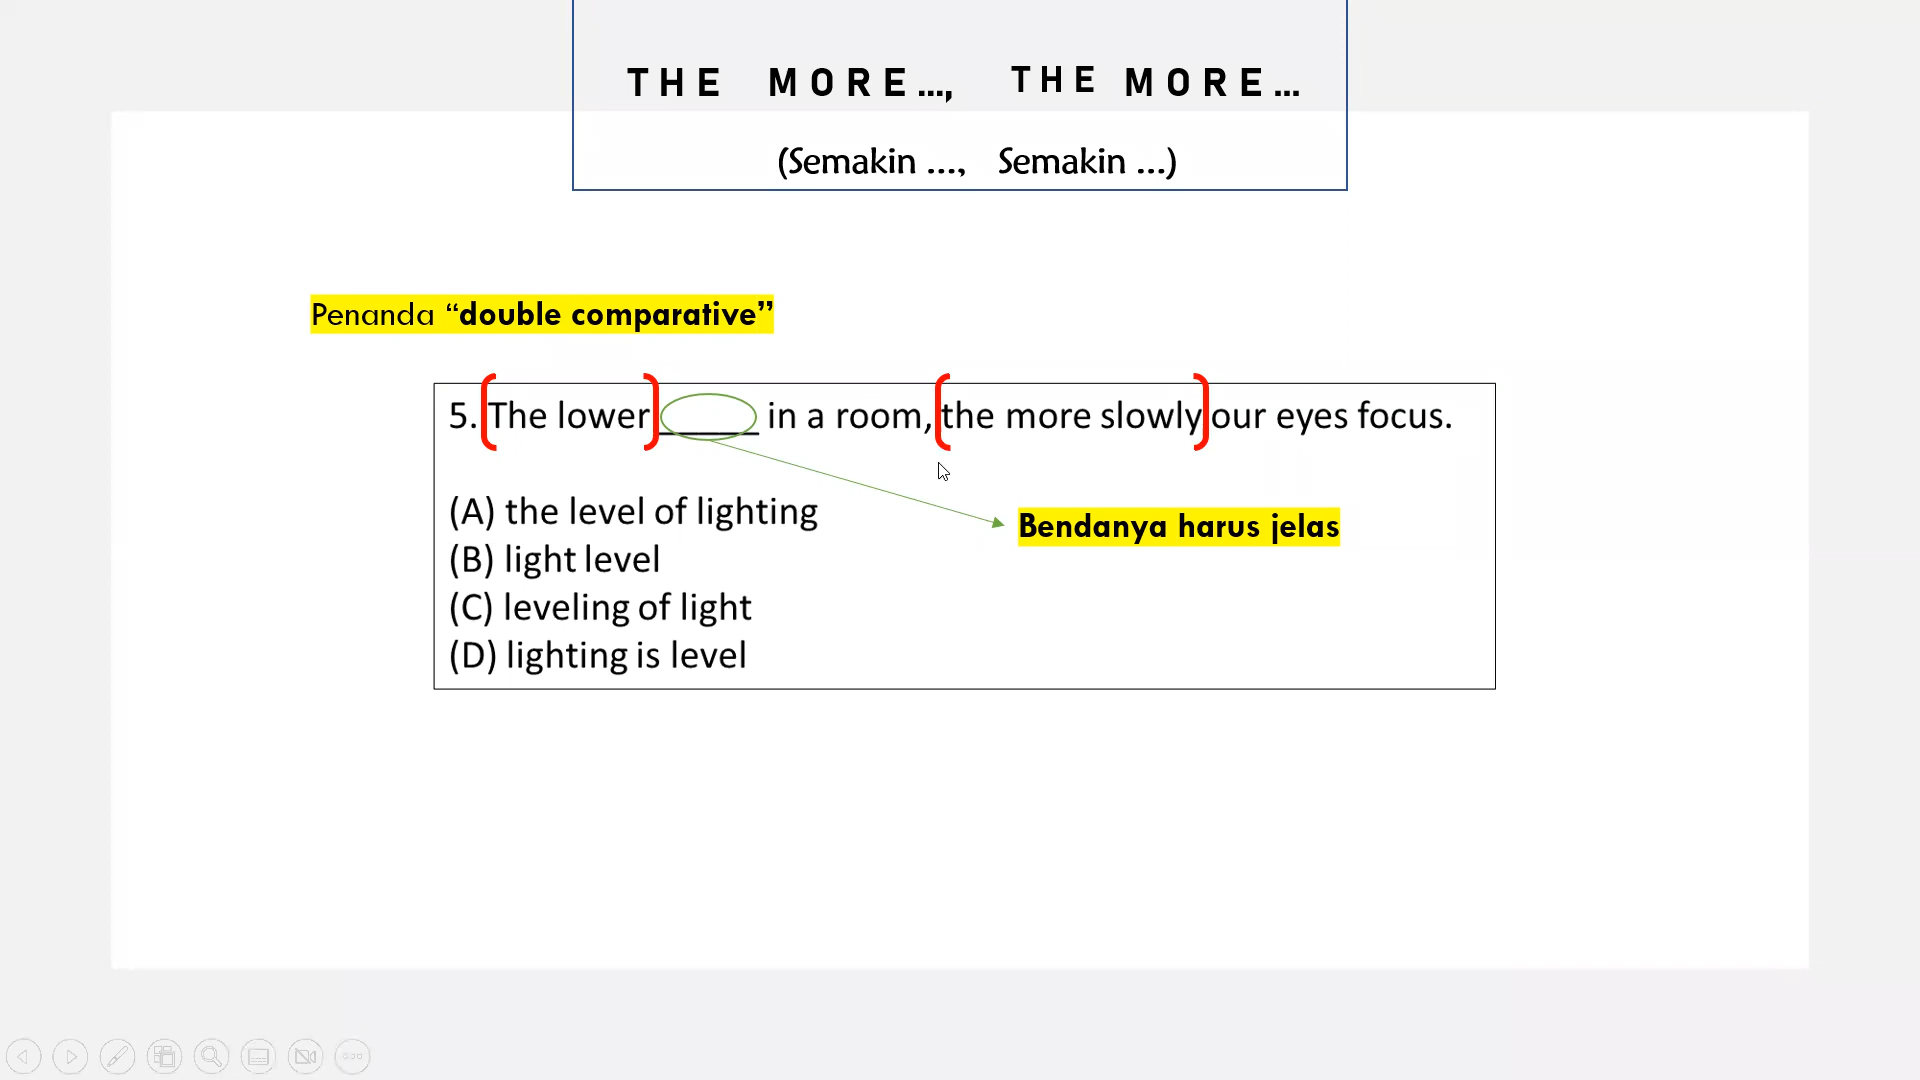 THE MORE..., THE MORE...
(Semakin ..., Semakin ...)
Penanda “double comparative”
5. The lower _____ in a room, the more slowly our eyes focus.
(A) the level of lighting
Bendanya harus jelas
(B) light level
(C) leveling of light
(D) lighting is level